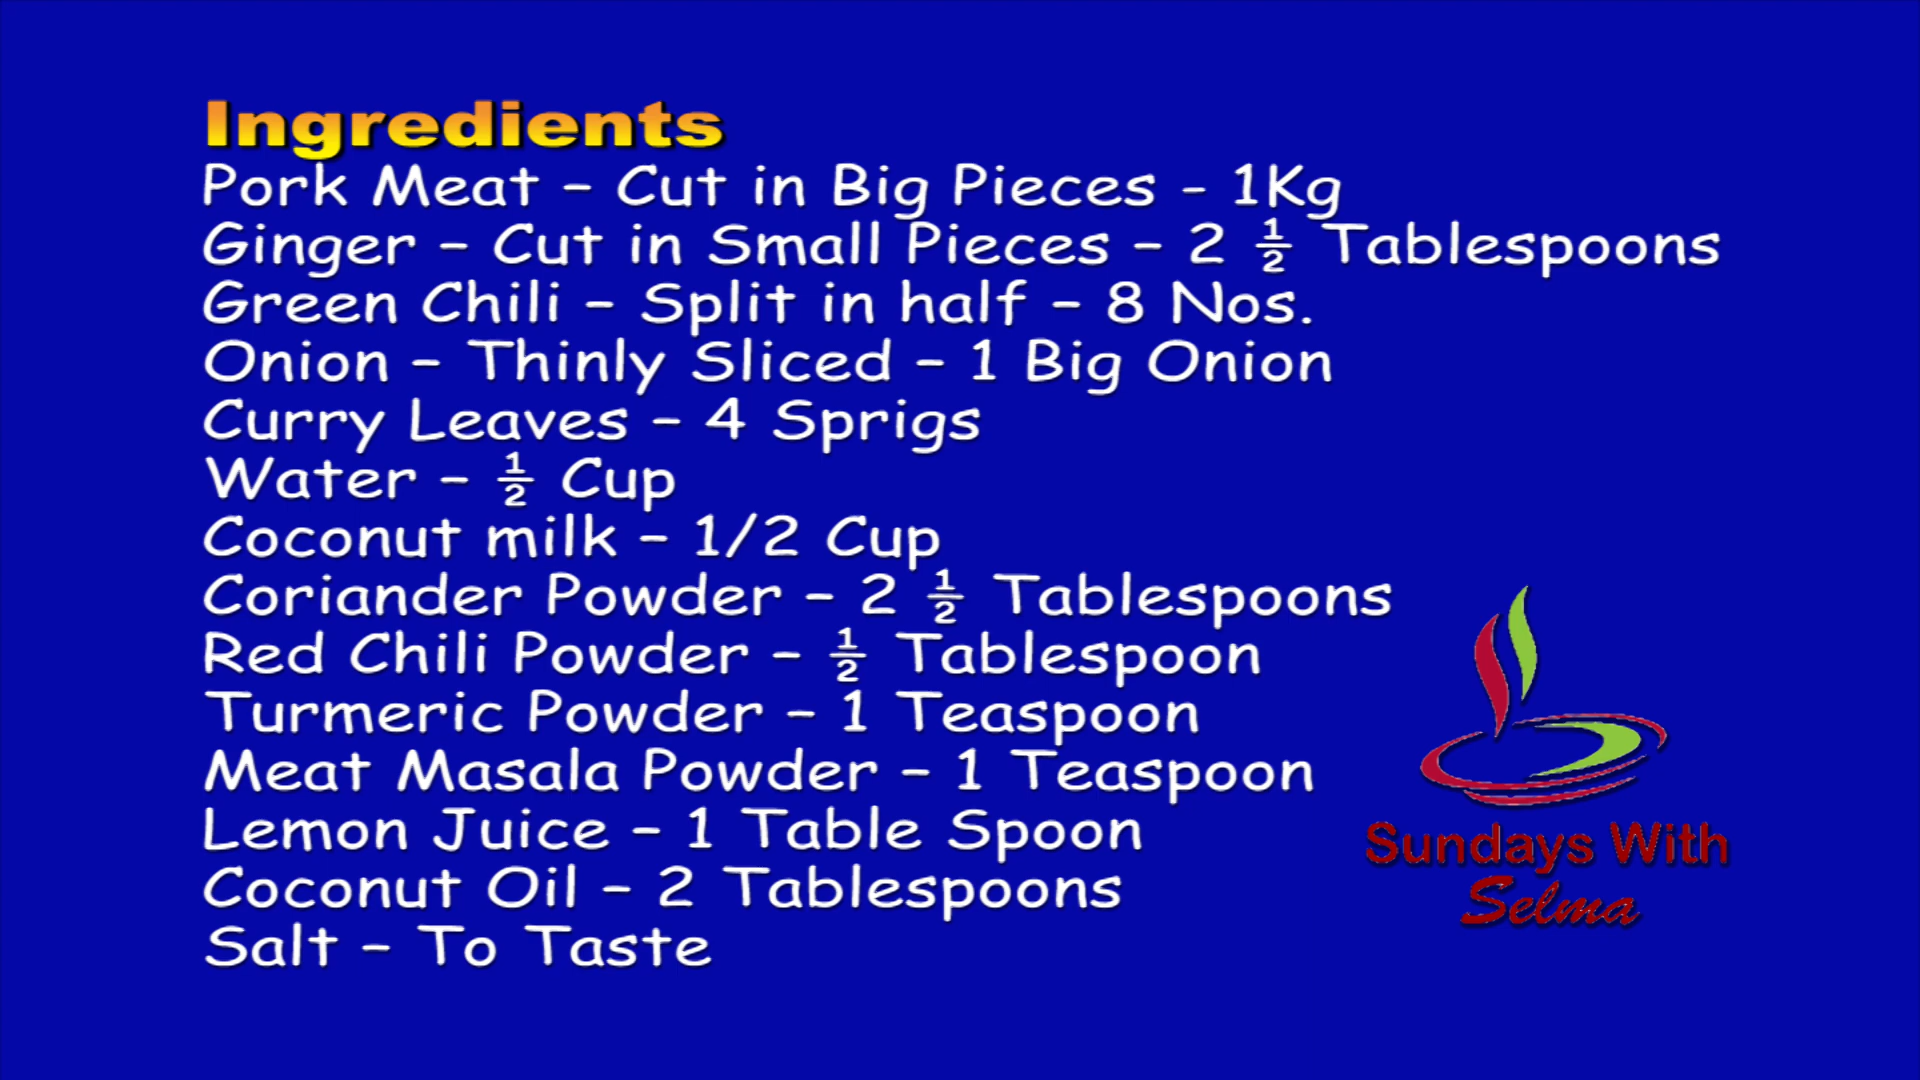 Ingredients
Pork Meat – Cut in Big Pieces - 1Kg
Ginger – Cut in Small Pieces – 2 ½ Tablespoons
Green Chili – Split in half – 8 Nos.
Onion – Thinly Sliced – 1 Big Onion
Curry Leaves – 4 Sprigs
Water – ½ Cup
Coconut milk – 1/2 Cup
Coriander Powder – 2 ½ Tablespoons
Red Chili Powder – ½ Tablespoon
Turmeric Powder – 1 Teaspoon
Meat Masala Powder – 1 Teaspoon
Lemon Juice – 1 Table Spoon
Coconut Oil – 2 Tablespoons
Salt – To Taste
Sundays With
Selma